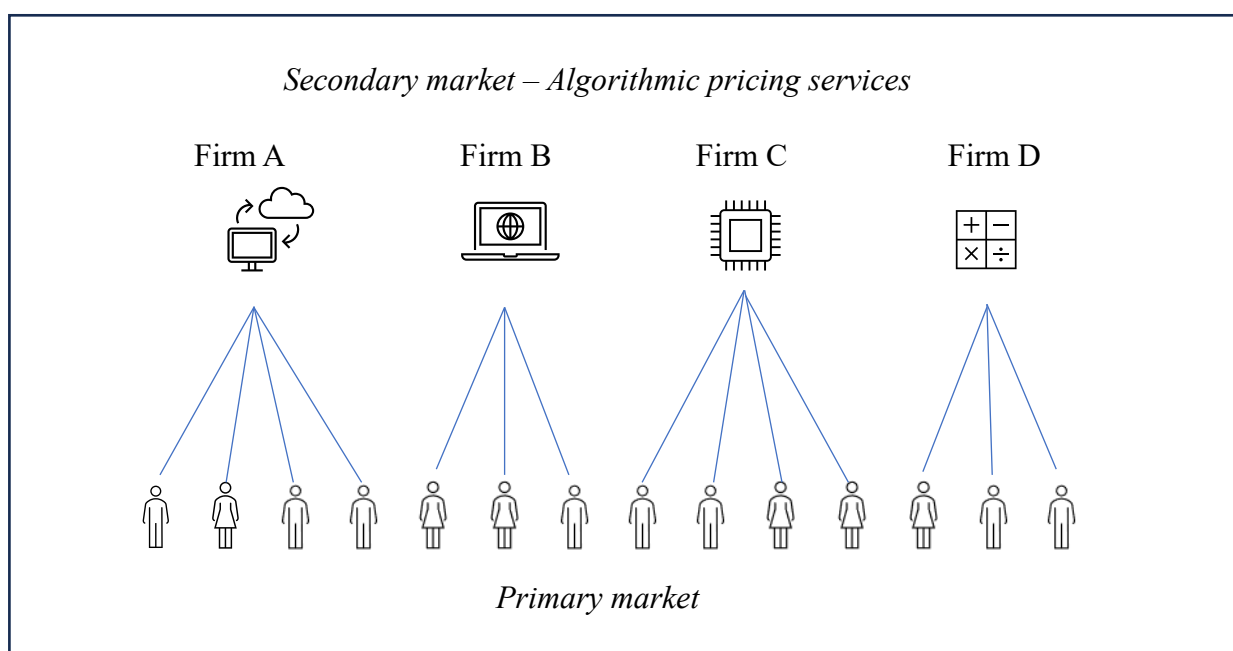 Secondary market – Algorithmic pricing services
Firm A Firm B Firm C Firm D
Primary market